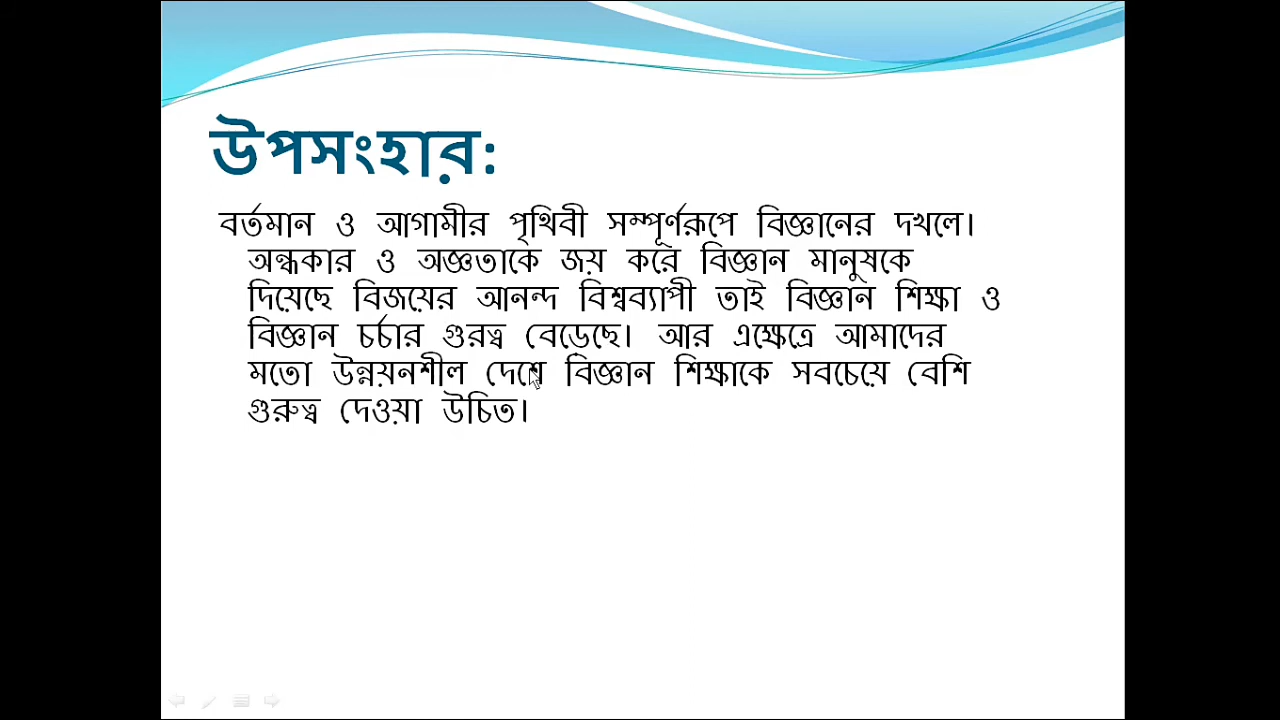 উপসংহার:
বর্তমান ও আগামীর পৃথিবী সম্পূর্ণরূপে বিজ্ঞানের দখলে।
অন্ধকার ও অজ্ঞতাকে জয় করে বিজ্ঞান মানুষকে
দিয়েছে বিজয়ের আনন্দ বিশ্বব্যাপী তাই বিজ্ঞান শিক্ষা ও
বিজ্ঞান চর্চার গুরত্ব বেড়েছে। আর এক্ষেত্রে আমাদের
মতো উন্নয়নশীল দেশে বিজ্ঞান শিক্ষাকে সবচেয়ে বেশি
গুরুত্ব দেওয়া উচিত।